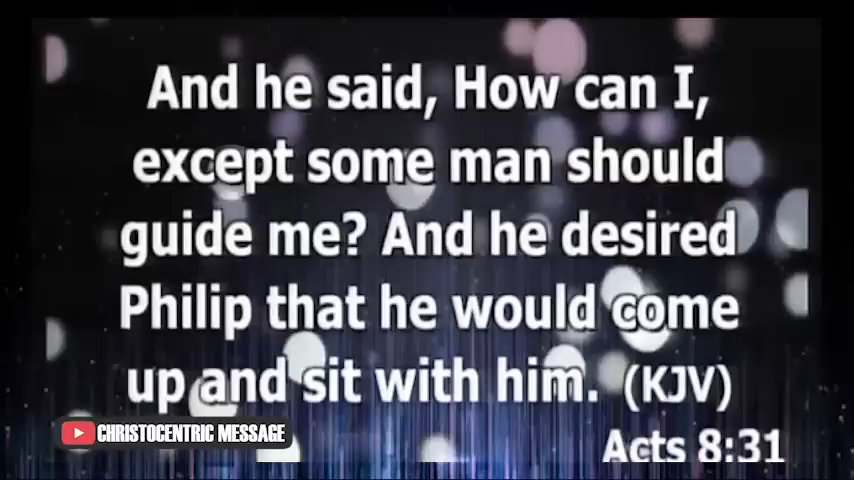 And he said, How can I,
except some man should
guide me? And he desired
Philip that he would come
up and sit with him. (KJV)
Acts 8:31
CHRISTOCENTRIC MESSAGE